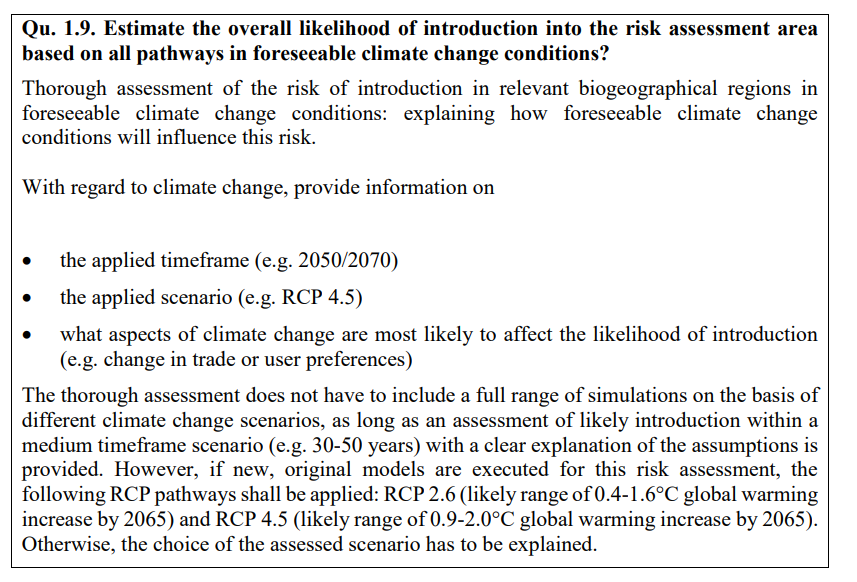 Qu. 1.9. Estimate the overall likelihood of introduction into the risk assessment area
based on all pathways in foreseeable climate change conditions?
Thorough assessment of the risk of introduction in relevant biogeographical regions in
foreseeable climate change conditions: explaining how foreseeable climate change
conditions will influence this risk.
With regard to climate change, provide information on
• the applied timeframe (e.g. 2050/2070)
• the applied scenario (e.g. RCP 4.5)
• what aspects of climate change are most likely to affect the likelihood of introduction
(e.g. change in trade or user preferences)
The thorough assessment does not have to include a full range of simulations on the basis of
different climate change scenarios, as long as an assessment of likely introduction within a
medium timeframe scenario (e.g. 30-50 years) with a clear explanation of the assumptions is
provided. However, if new, original models are executed for this risk assessment, the
following RCP pathways shall be applied: RCP 2.6 (likely range of 0.4-1.6°C global warming
increase by 2065) and RCP 4.5 (likely range of 0.9-2.0°C global warming increase by 2065).
Otherwise, the choice of the assessed scenario has to be explained.